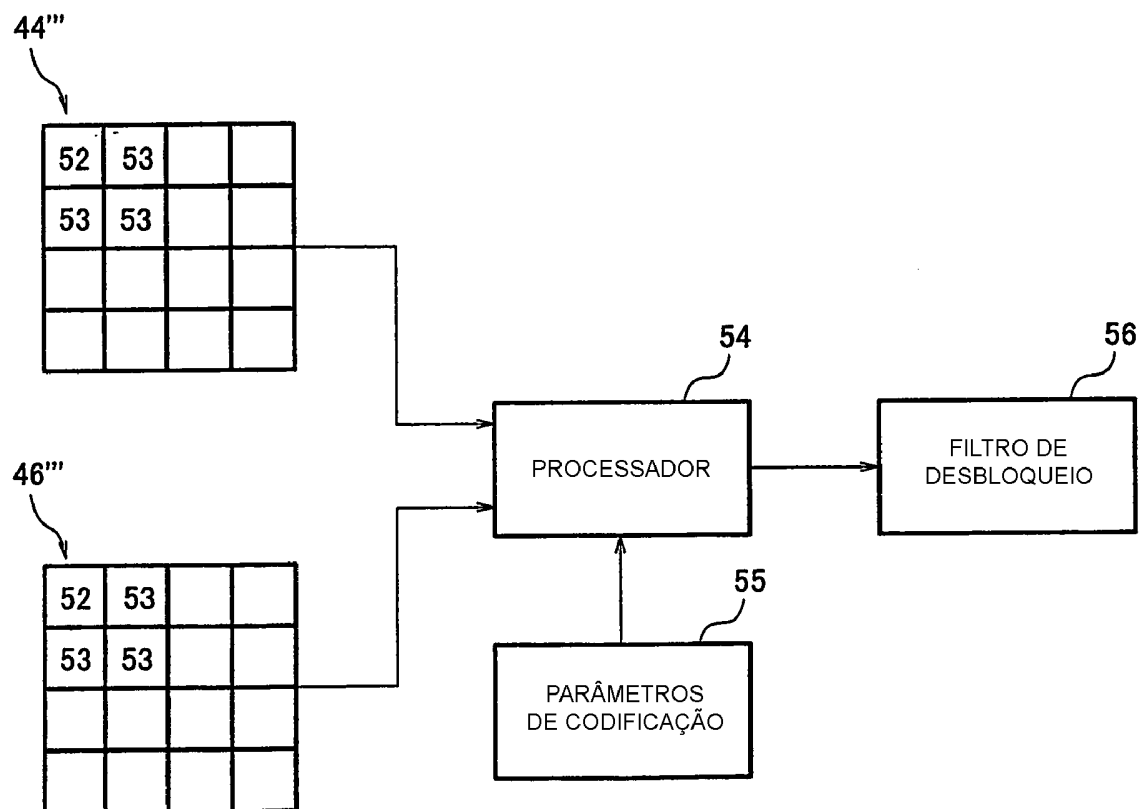 44'''
52 53
53 53
54
PROCESSADOR
56
FILTRO DE
DESBLOQUEIO
46'''
52 53
53 53
55
PARÂMETROS
DE CODIFICAÇÃO